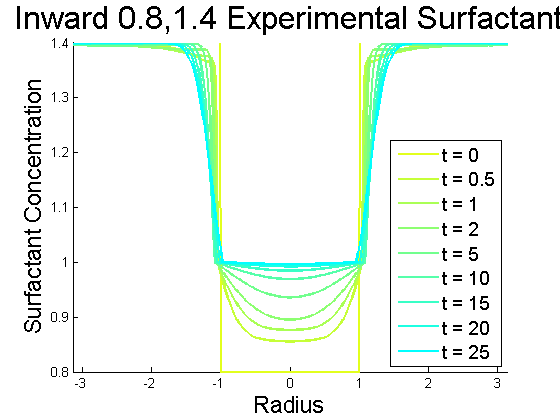 Inward 0.8,1.4 Experimental Surfactant
Surfactant Concentration
1.4
1.3
1.2
1.1
1
0.9
0.8
-3
-2
-1
0
1
2
3
Radius
t = 0
t = 0.5
t = 1
t = 2
t = 5
t = 10
t = 15
t = 20
t = 25